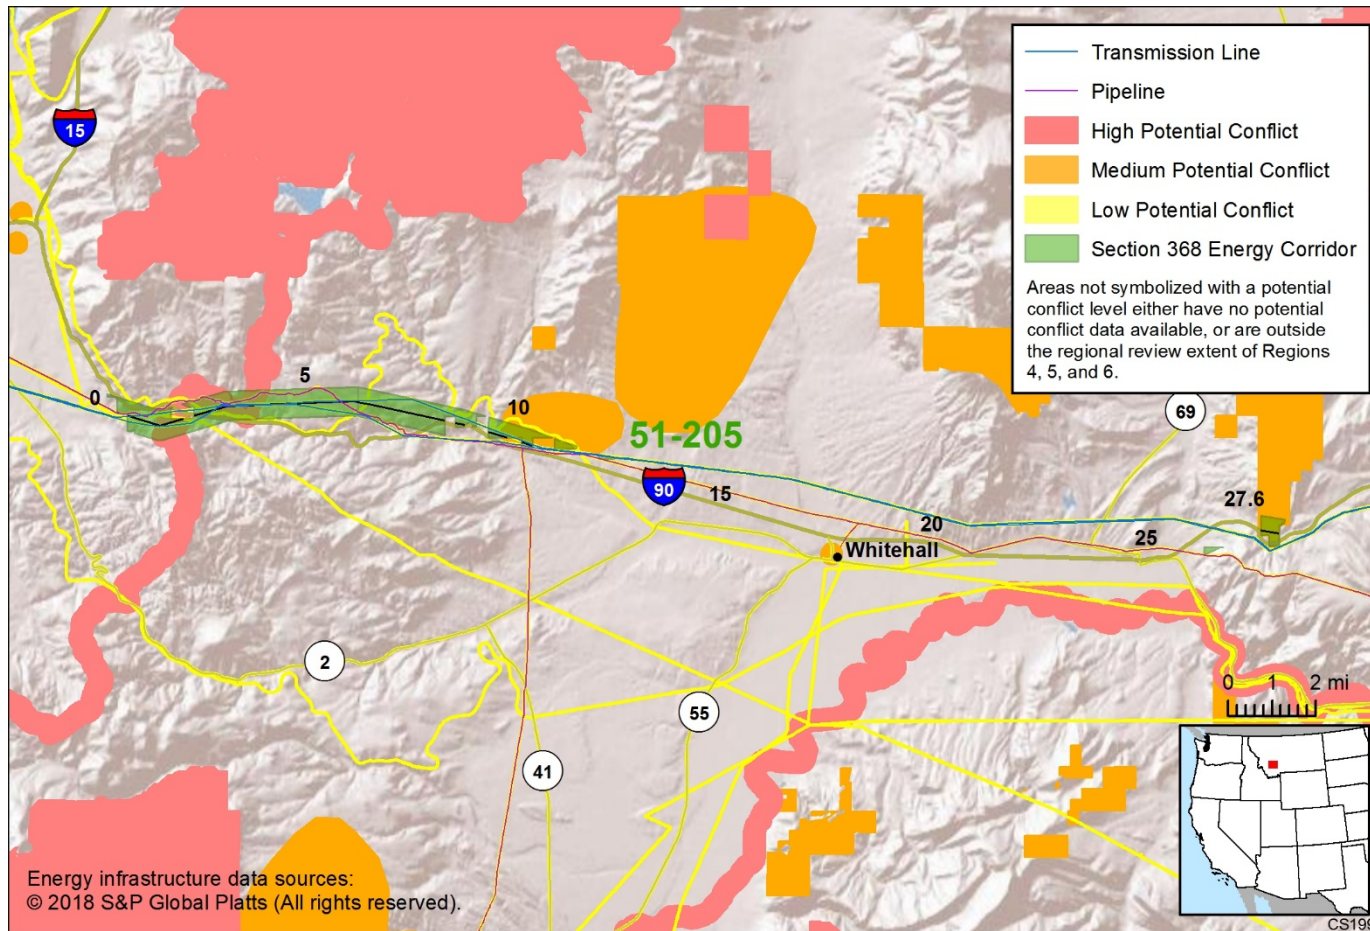 Transmission Line
Pipeline
High Potential Conflict
Medium Potential Conflict
Low Potential Conflict
Section 368 Energy Corridor
Areas not symbolized with a potential
conflict level either have no potential
conflict data available, or are outside
the regional review extent of Regions
4, 5, and 6.
15
0
5
10
51-205
69
90
15
20
25
27.6
Whitehall
2
55
41
0 1 2 mi
Energy infrastructure data sources:
© 2018 S&P Global Platts (All rights reserved).
CS199